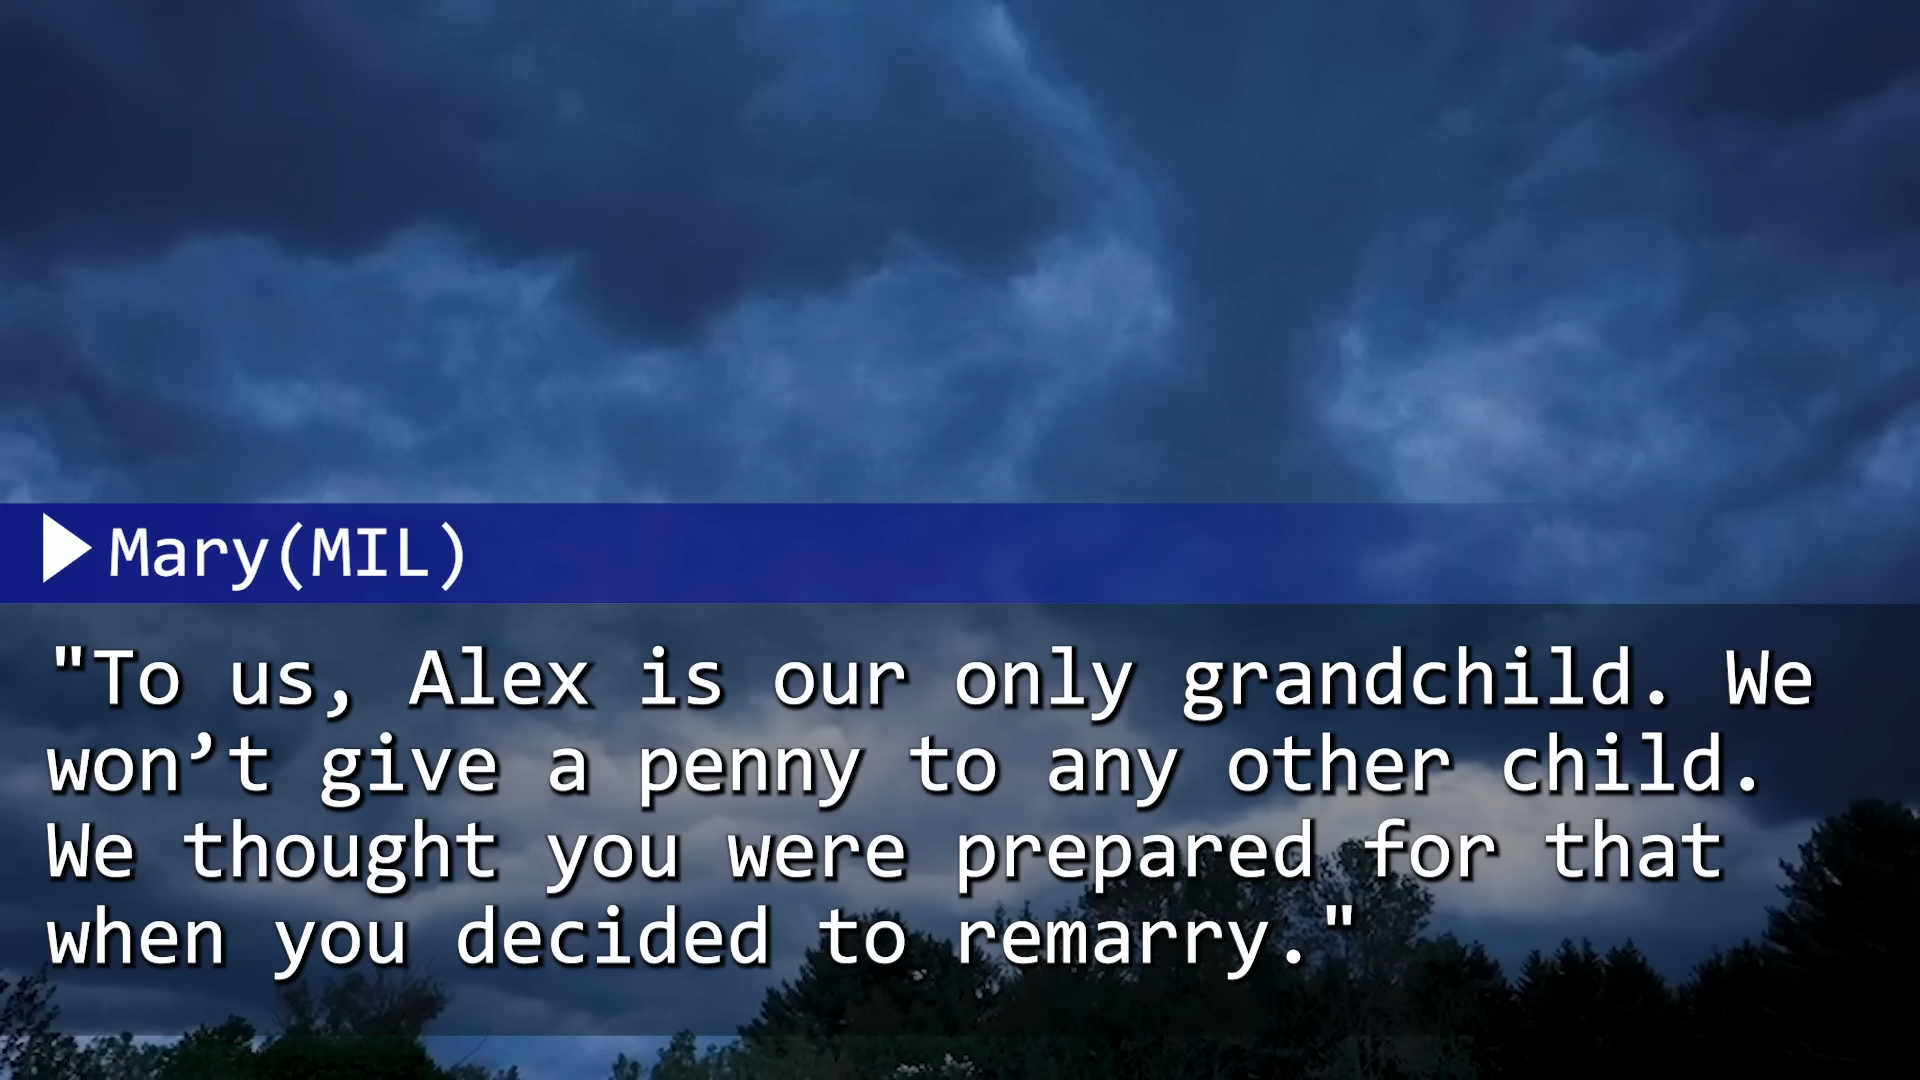 Mary(MIL)
"To us, Alex is our only grandchild. We
won’t give a penny to any other child.
We thought you were prepared for that
when you decided to remarry."